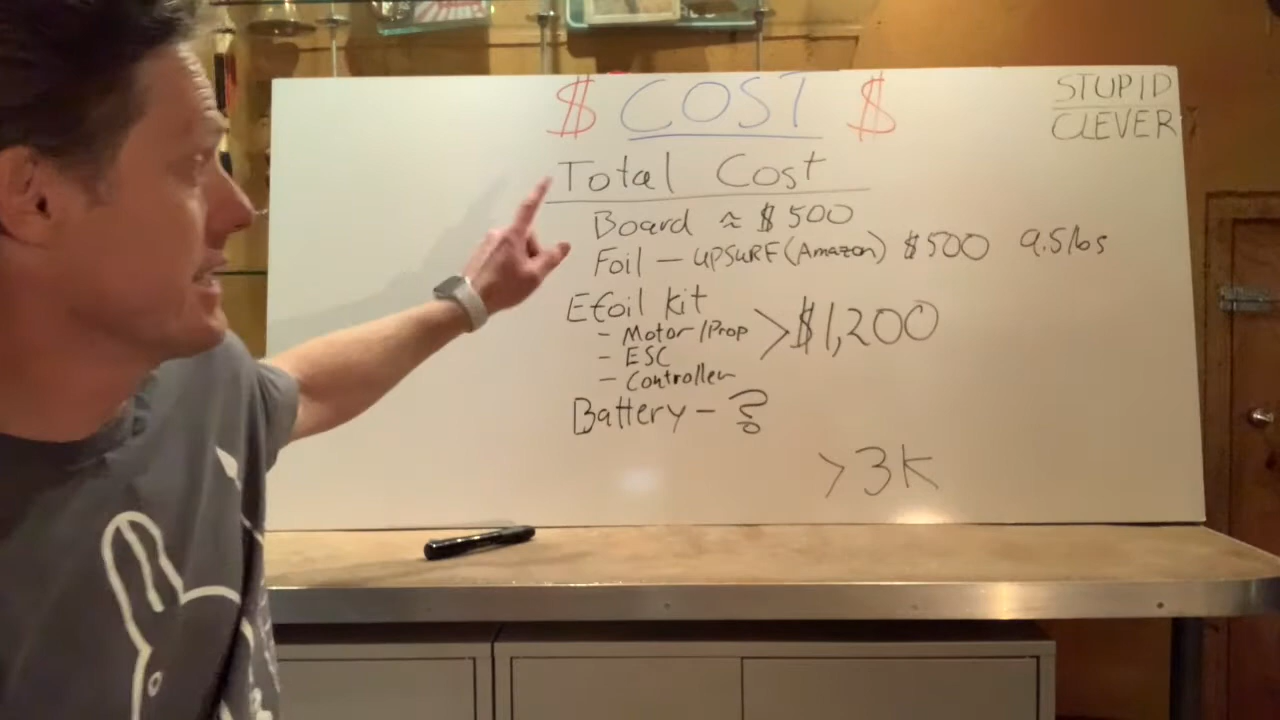 $ COST $
STUPID
CLEVER
Total Cost
Board ≈ $500
Foil — UPSURF (Amazon) $500 9.5 lbs
Efoil Kit
- Motor/Prop
- ESC
- Controller
>$1,200
Battery - ?
>3K